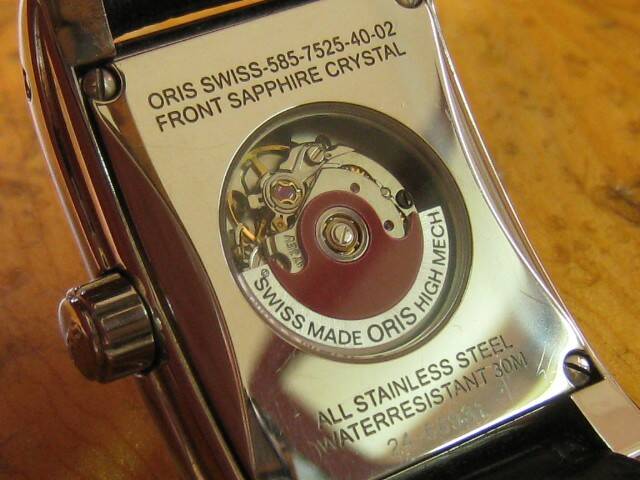 ORIS SWISS-585-7525-40-02
FRONT SAPPHIRE CRYSTAL
SWISS MADE ORIS HIGH MECH
ALL STAINLESS STEEL
WATERRESISTANT 30M